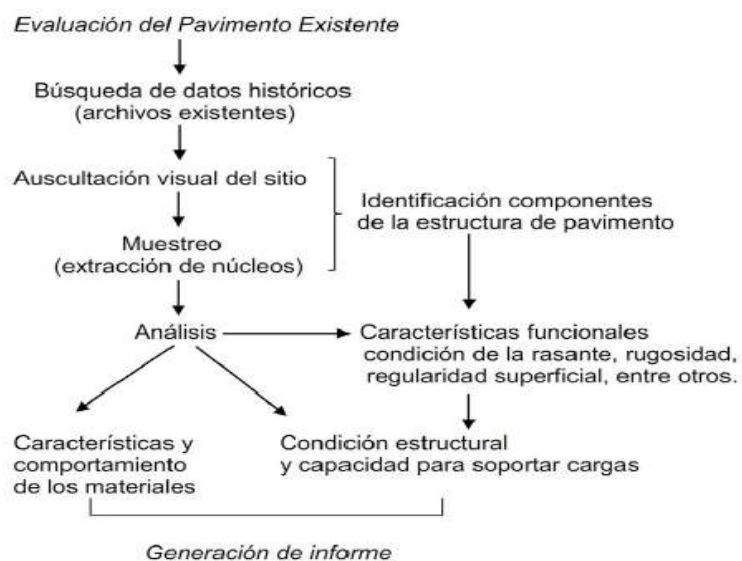 Evaluación del Pavimento Existente
Búsqueda de datos históricos
(archivos existentes)
Auscultación visual del sitio
Identificación componentes
de la estructura de pavimento
Muestreo
(extracción de núcleos)
Análisis
Características funcionales
condición de la rasante, rugosidad,
regularidad superficial, entre otros.
Características y
comportamiento
de los materiales
Condición estructural
y capacidad para soportar cargas
Generación de informe